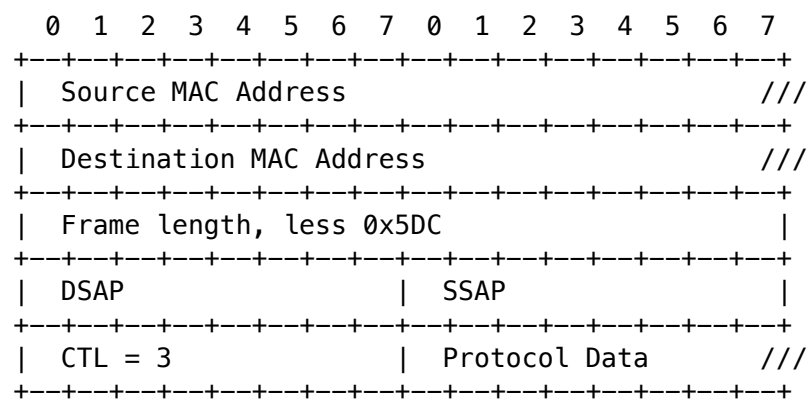 0 1 2 3 4 5 6 7 0 1 2 3 4 5 6 7
+--+--+--+--+--+--+--+--+--+--+--+--+--+--+--+--+
| Source MAC Address ///
+--+--+--+--+--+--+--+--+--+--+--+--+--+--+--+--+
| Destination MAC Address ///
+--+--+--+--+--+--+--+--+--+--+--+--+--+--+--+--+
| Frame length, less 0x5DC |
+--+--+--+--+--+--+--+--+--+--+--+--+--+--+--+--+
| DSAP | SSAP |
+--+--+--+--+--+--+--+--+--+--+--+--+--+--+--+--+
| CTL = 3 | Protocol Data ///
+--+--+--+--+--+--+--+--+--+--+--+--+--+--+--+--+